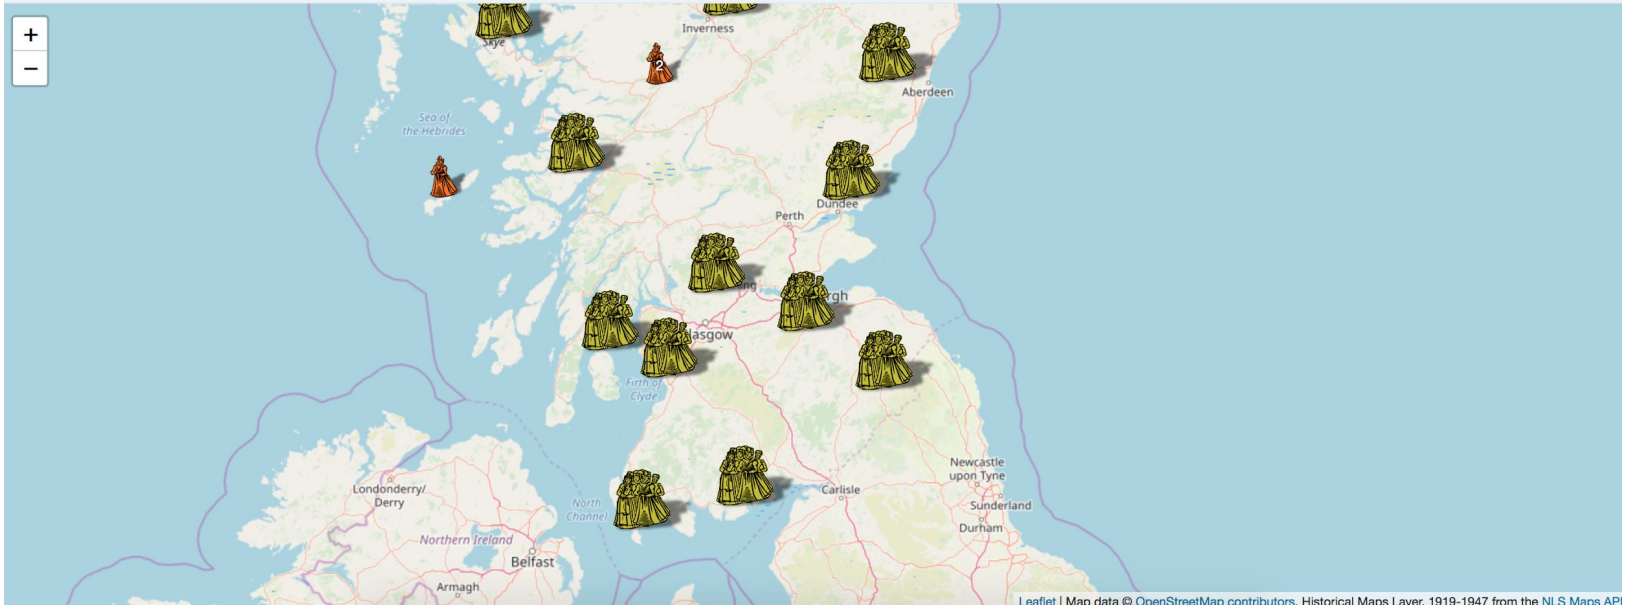 +
−
Inverness
Skye
2
Aberdeen
Sea of
the Hebrides
Dundee
Perth
Firth of
Clyde
Newcastle
upon Tyne
Londonderry/
Derry
Carlisle
North
Channel
Sunderland
Durham
Northern Ireland
Belfast
Armagh
Leaflet | Map data © OpenStreetMap contributors, Historical Maps Layer, 1919-1947 from the NLS Maps API